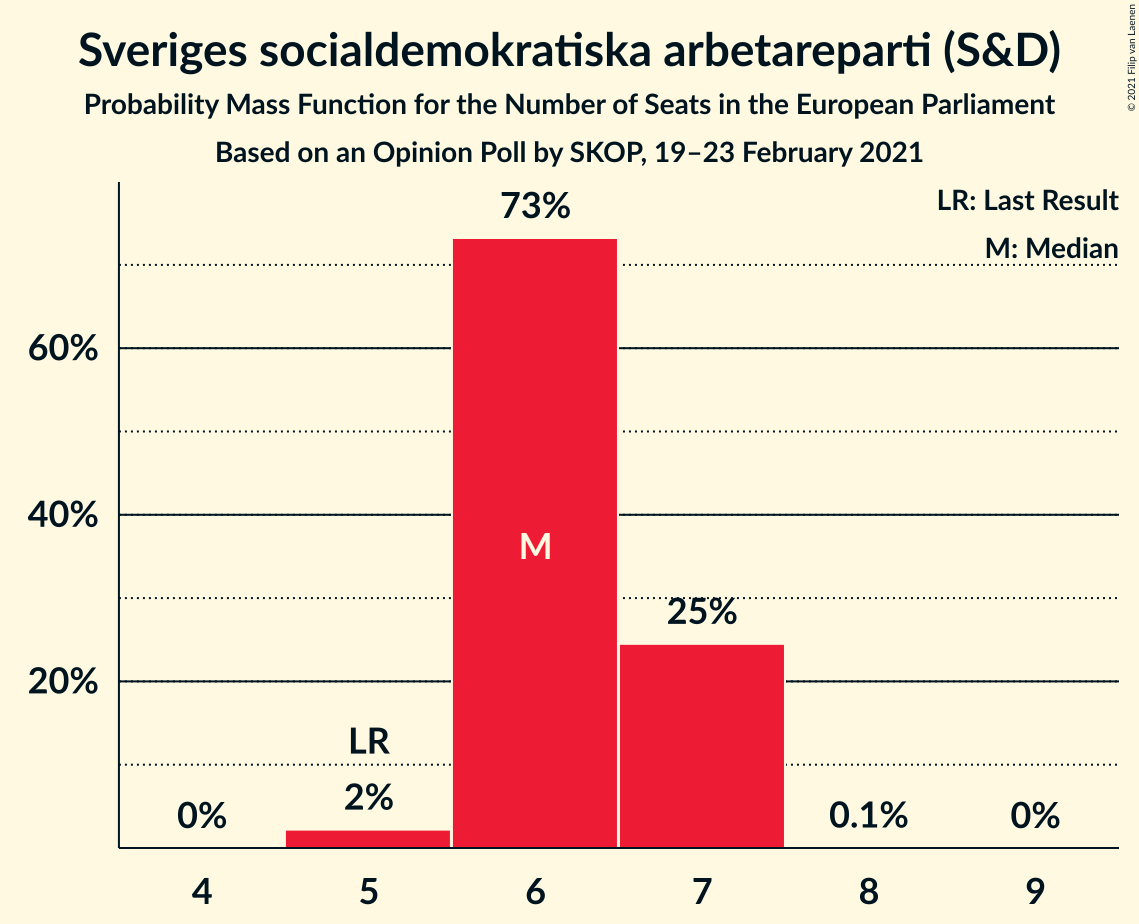 Sveriges socialdemokratiska arbetareparti (S&D)
Probability Mass Function for the Number of Seats in the European Parliament
Based on an Opinion Poll by SKOP, 19–23 February 2021
© 2021 Filip van Laenen
LR: Last Result
M: Median
73%
60%
40%
M
25%
20%
LR
2%
0%
0.1%
0%
4 5 6 7 8 9